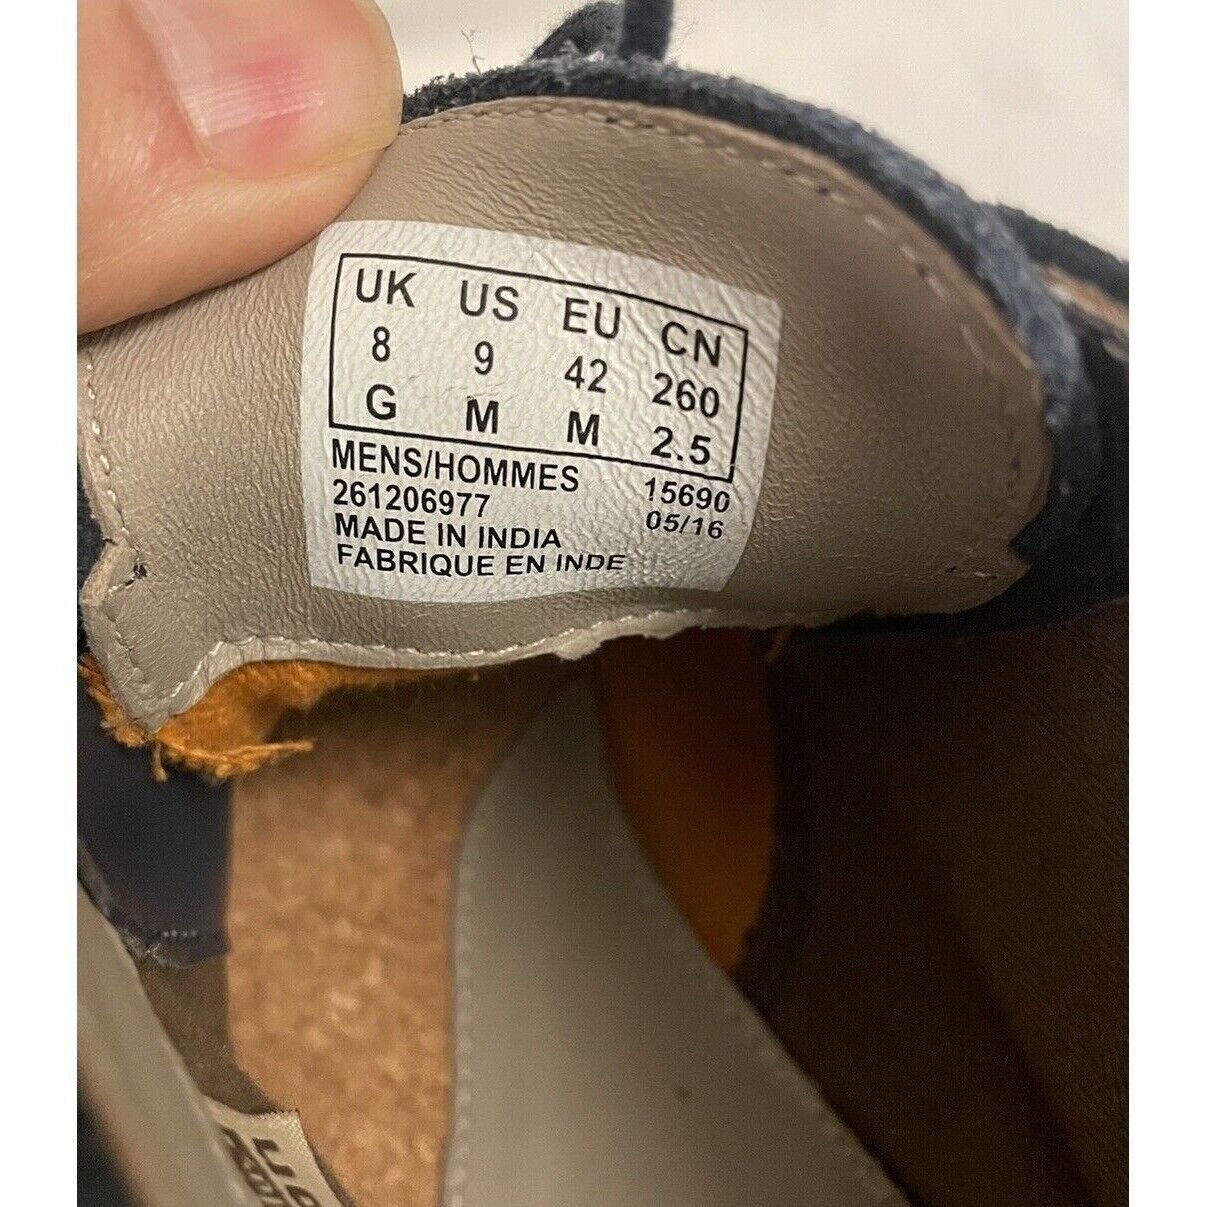 UK US EU CN
8 9 42 260
G M M 2.5
MENS/HOMMES 15690
261206977 05/16
MADE IN INDIA
FABRIQUE EN INDE